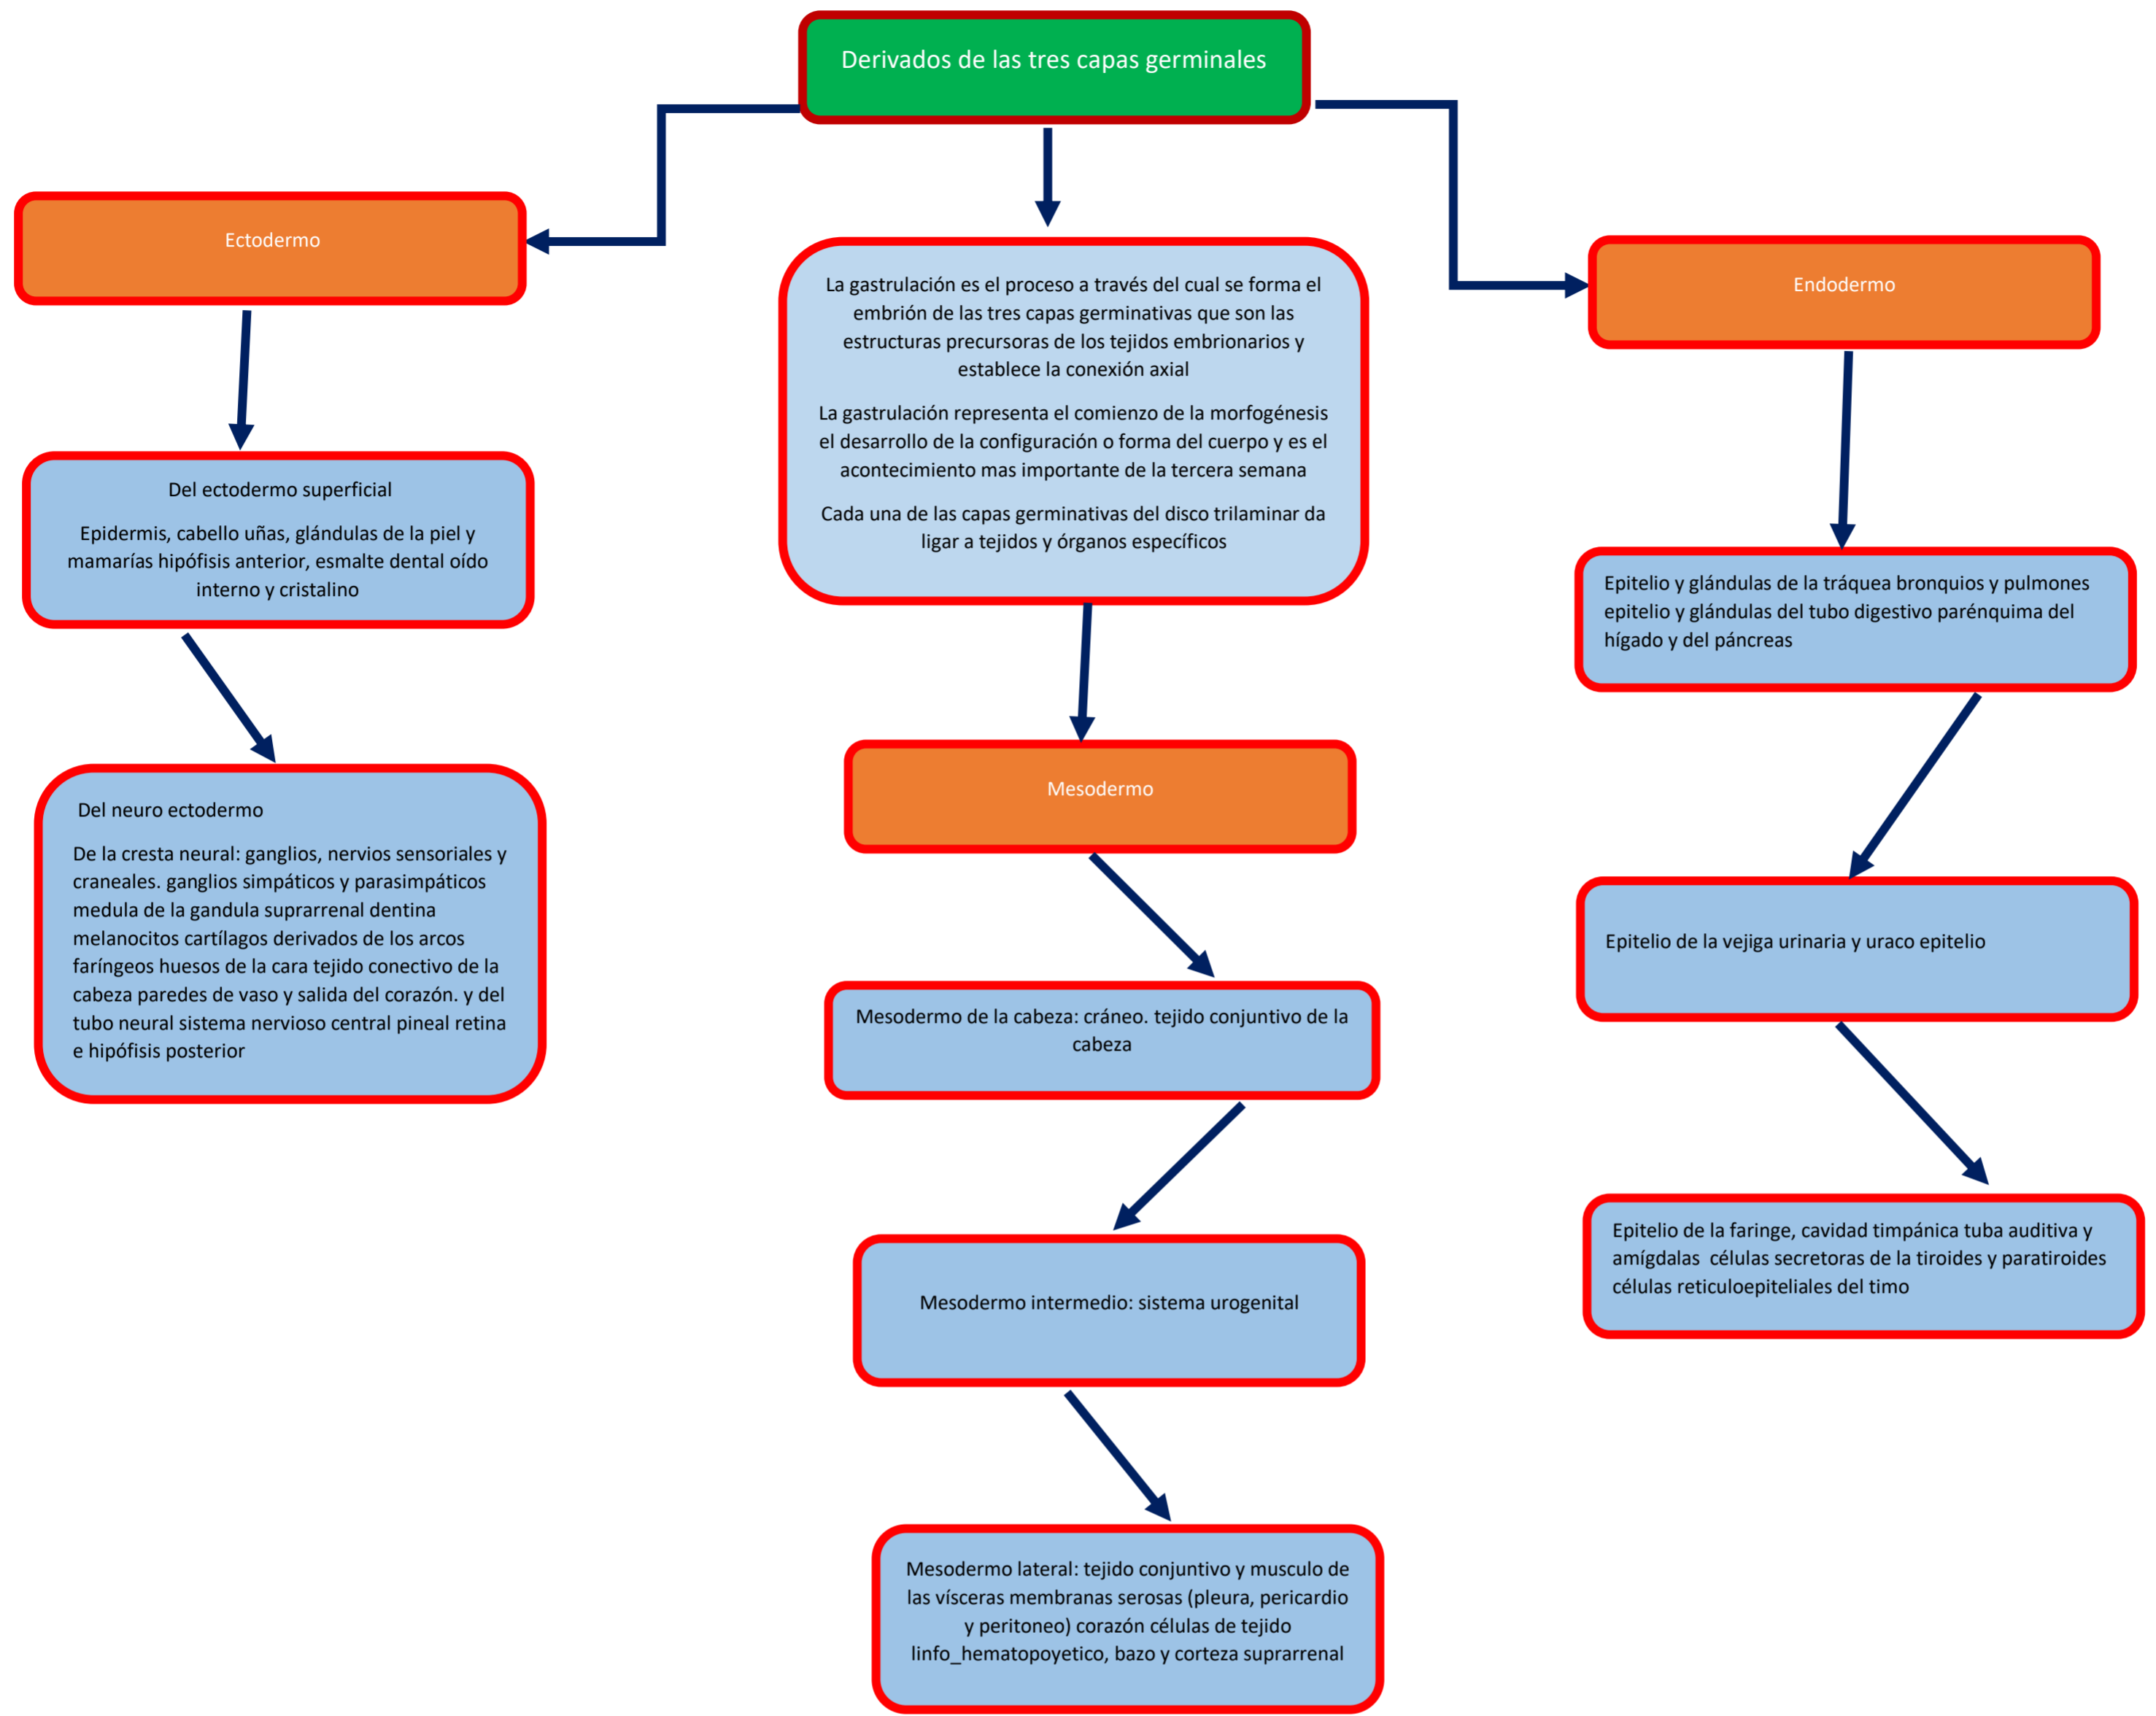 Derivados de las tres capas germinales
Ectodermo
Del ectodermo superficial
Epidermis, cabello uñas, glándulas de la piel y
mamarías hipófisis anterior, esmalte dental oído
interno y cristalino
Del neuro ectodermo
De la cresta neural: ganglios, nervios sensoriales y
craneales. ganglios simpáticos y parasimpáticos
medula de la gandula suprarrenal dentina
melanocitos cartílagos derivados de los arcos
faríngeos huesos de la cara tejido conectivo de la
cabeza paredes de vaso y salida del corazón. y del
tubo neural sistema nervioso central pineal retina
e hipófisis posterior
La gastrulación es el proceso a través del cual se forma el
embrión de las tres capas germinativas que son las
estructuras precursoras de los tejidos embrionarios y
establece la conexión axial
La gastrulación representa el comienzo de la morfogénesis
el desarrollo de la configuración o forma del cuerpo y es el
acontecimiento mas importante de la tercera semana
Cada una de las capas germinativas del disco trilaminar da
ligar a tejidos y órganos específicos
Mesodermo
Mesodermo de la cabeza: cráneo. tejido conjuntivo de la
cabeza
Mesodermo intermedio: sistema urogenital
Mesodermo lateral: tejido conjuntivo y musculo de
las vísceras membranas serosas (pleura, pericardio
y peritoneo) corazón células de tejido
linfo_hematopoyetico, bazo y corteza suprarrenal
Endodermo
Epitelio y glándulas de la tráquea bronquios y pulmones
epitelio y glándulas del tubo digestivo parénquima del
hígado y del páncreas
Epitelio de la vejiga urinaria y uraco epitelio
Epitelio de la faringe, cavidad timpánica tuba auditiva y
amígdalas  células secretoras de la tiroides y paratiroides
células reticuloepiteliales del timo